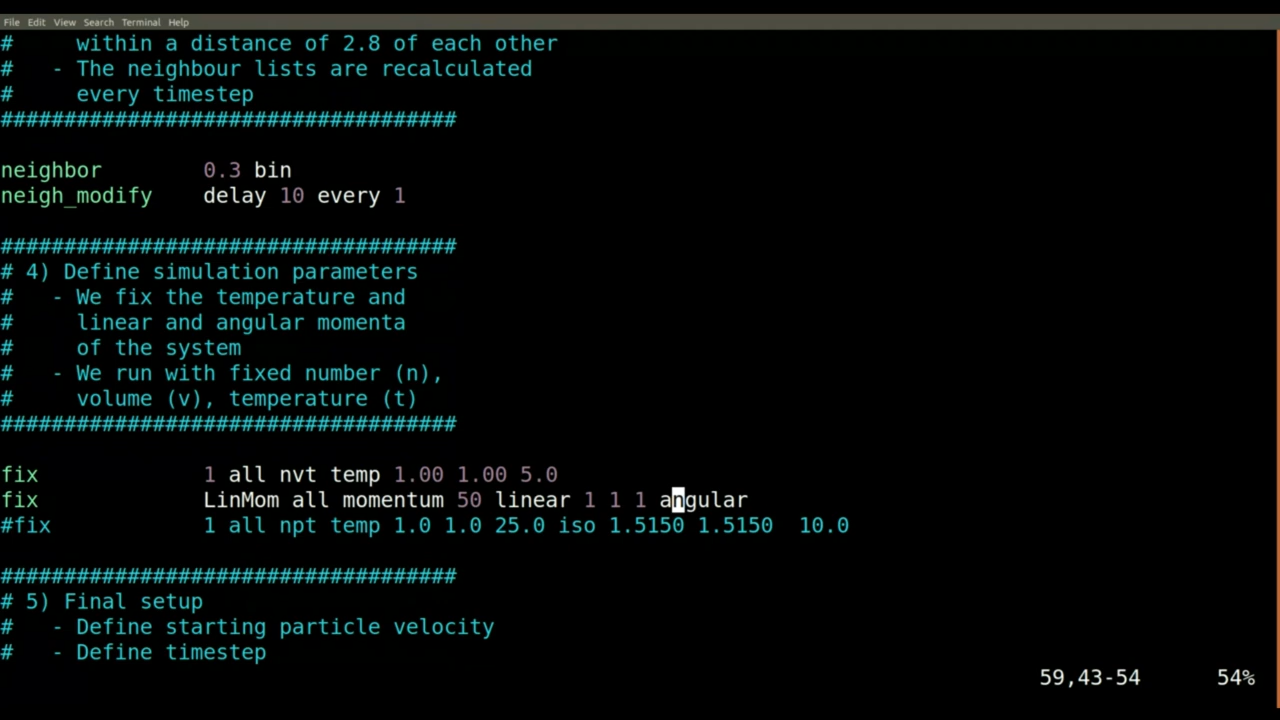 File Edit View Search Terminal Help
#     within a distance of 2.8 of each other
#   - The neighbour lists are recalculated
#     every timestep
####################################
neighbor        0.3 bin
neigh_modify    delay 10 every 1
####################################
# 4) Define simulation parameters
#   - We fix the temperature and
#     linear and angular momenta
#     of the system
#   - We run with fixed number (n),
#     volume (v), temperature (t)
####################################
fix             1 all nvt temp 1.00 1.00 5.0
fix             LinMom all momentum 50 linear 1 1 1 angular
#fix            1 all npt temp 1.0 1.0 25.0 iso 1.5150 1.5150  10.0
####################################
# 5) Final setup
#   - Define starting particle velocity
#   - Define timestep
59,43-54      54%